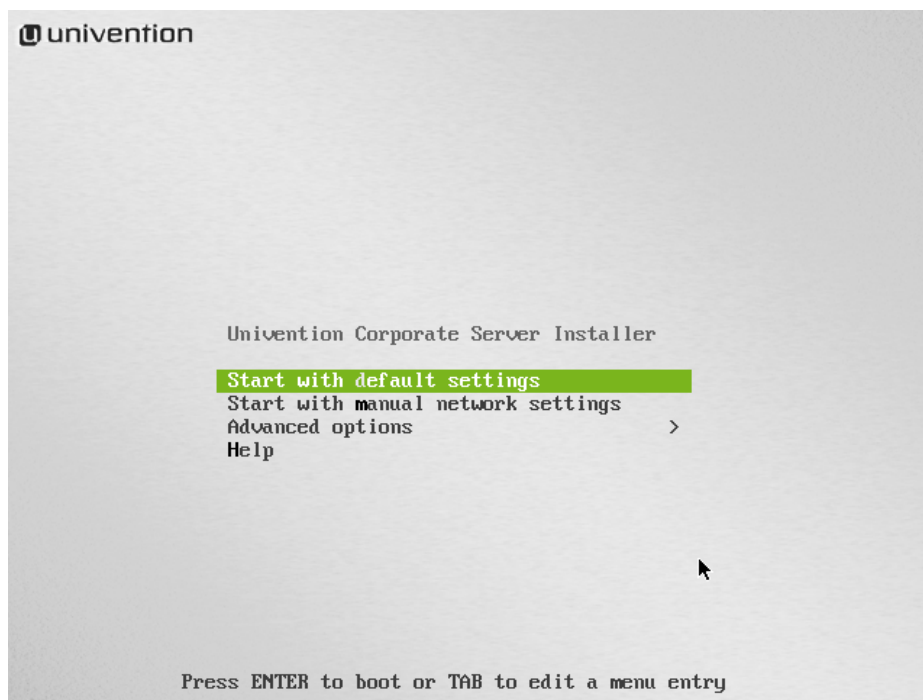 univention
Univention Corporate Server Installer
Start with default settings
Start with manual network settings
Advanced options >
Help
Press ENTER to boot or TAB to edit a menu entry